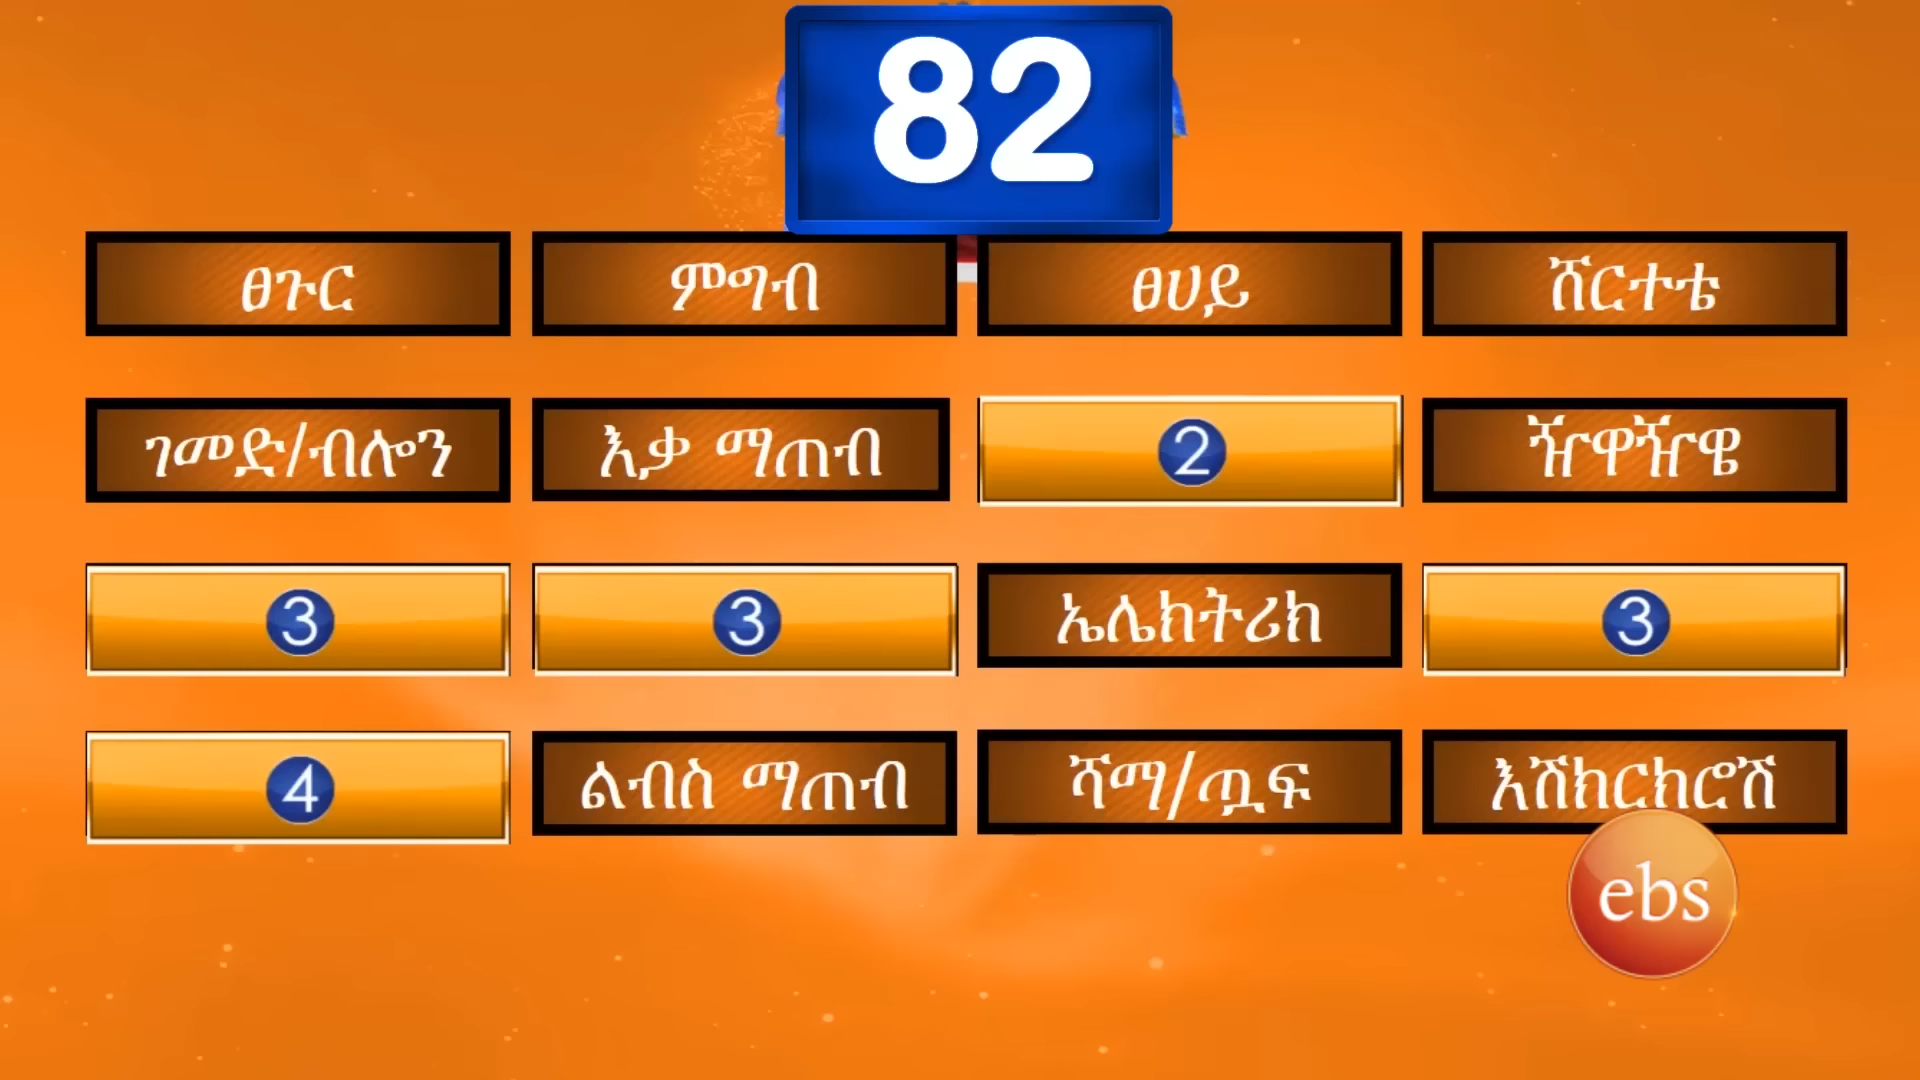 82
ፀጉር
ምግብ
ፀሀይ
ሸርተቴ
ገመድ/ብሎን
እቃ ማጠብ
2
ዥዋዥዌ
3
3
ኤሌክትሪክ
3
4
ልብስ ማጠብ
ሻማ/ጧፍ
እሽክርክሮሽ
ebs